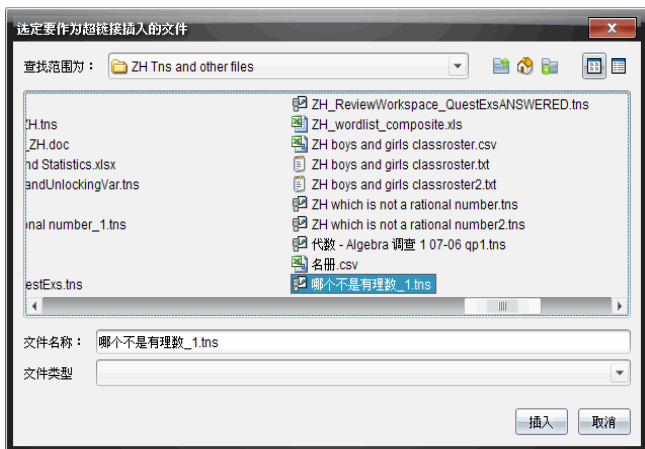 选定要作为超链接插入的文件
查找范围为： ZH Tns and other files
ZH.tns
_ZH.doc
nd Statistics.xlsx
andUnlockingVar.tns
onal number_1.tns
estExs.tns
ZH_ReviewWorkspace_QuestExsANSWERED.tns
ZH_wordlist_composite.xls
ZH boys and girls classroster.csv
ZH boys and girls classroster.txt
ZH boys and girls classroster2.txt
ZH which is not a rational number.tns
ZH which is not a rational number2.tns
代数 - Algebra 调查 1 07-06 qp1.tns
名册.csv
哪个不是有理数_1.tns
文件名称： 哪个不是有理数_1.tns
文件类型
插入 取消